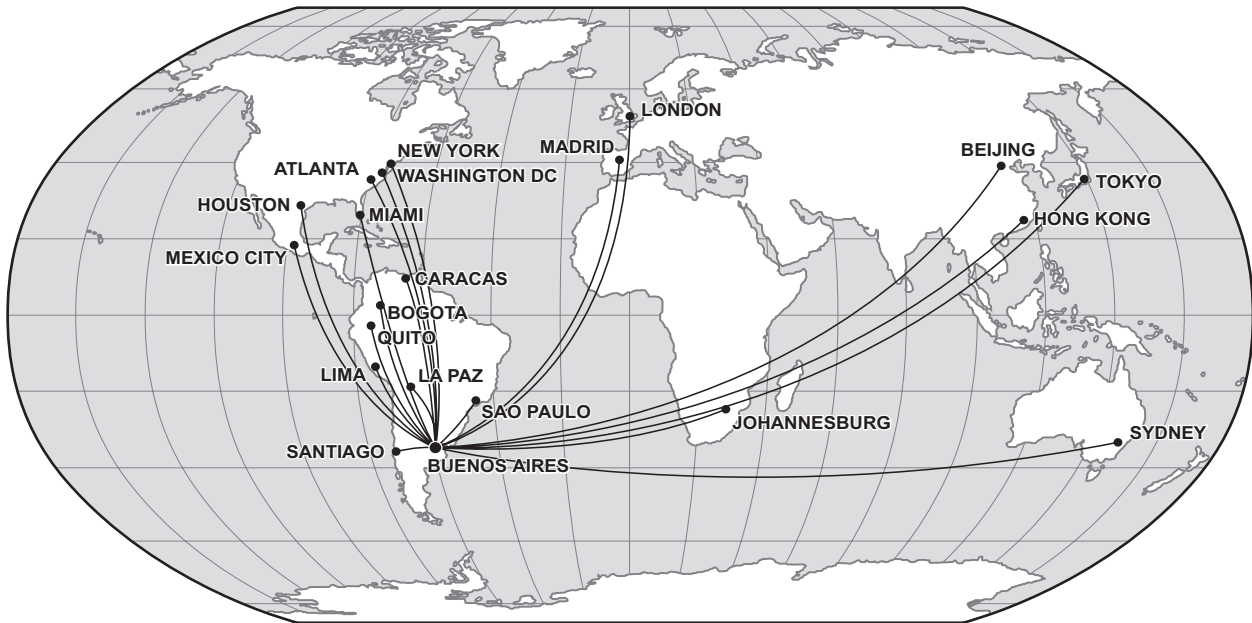 LONDON
MADRID
NEW YORK
BEIJING
ATLANTA
WASHINGTON DC
TOKYO
HOUSTON
MIAMI
HONG KONG
MEXICO CITY
CARACAS
BOGOTA
QUITO
LIMA
LA PAZ
SAO PAULO
JOHANNESBURG
SYDNEY
SANTIAGO
BUENOS AIRES